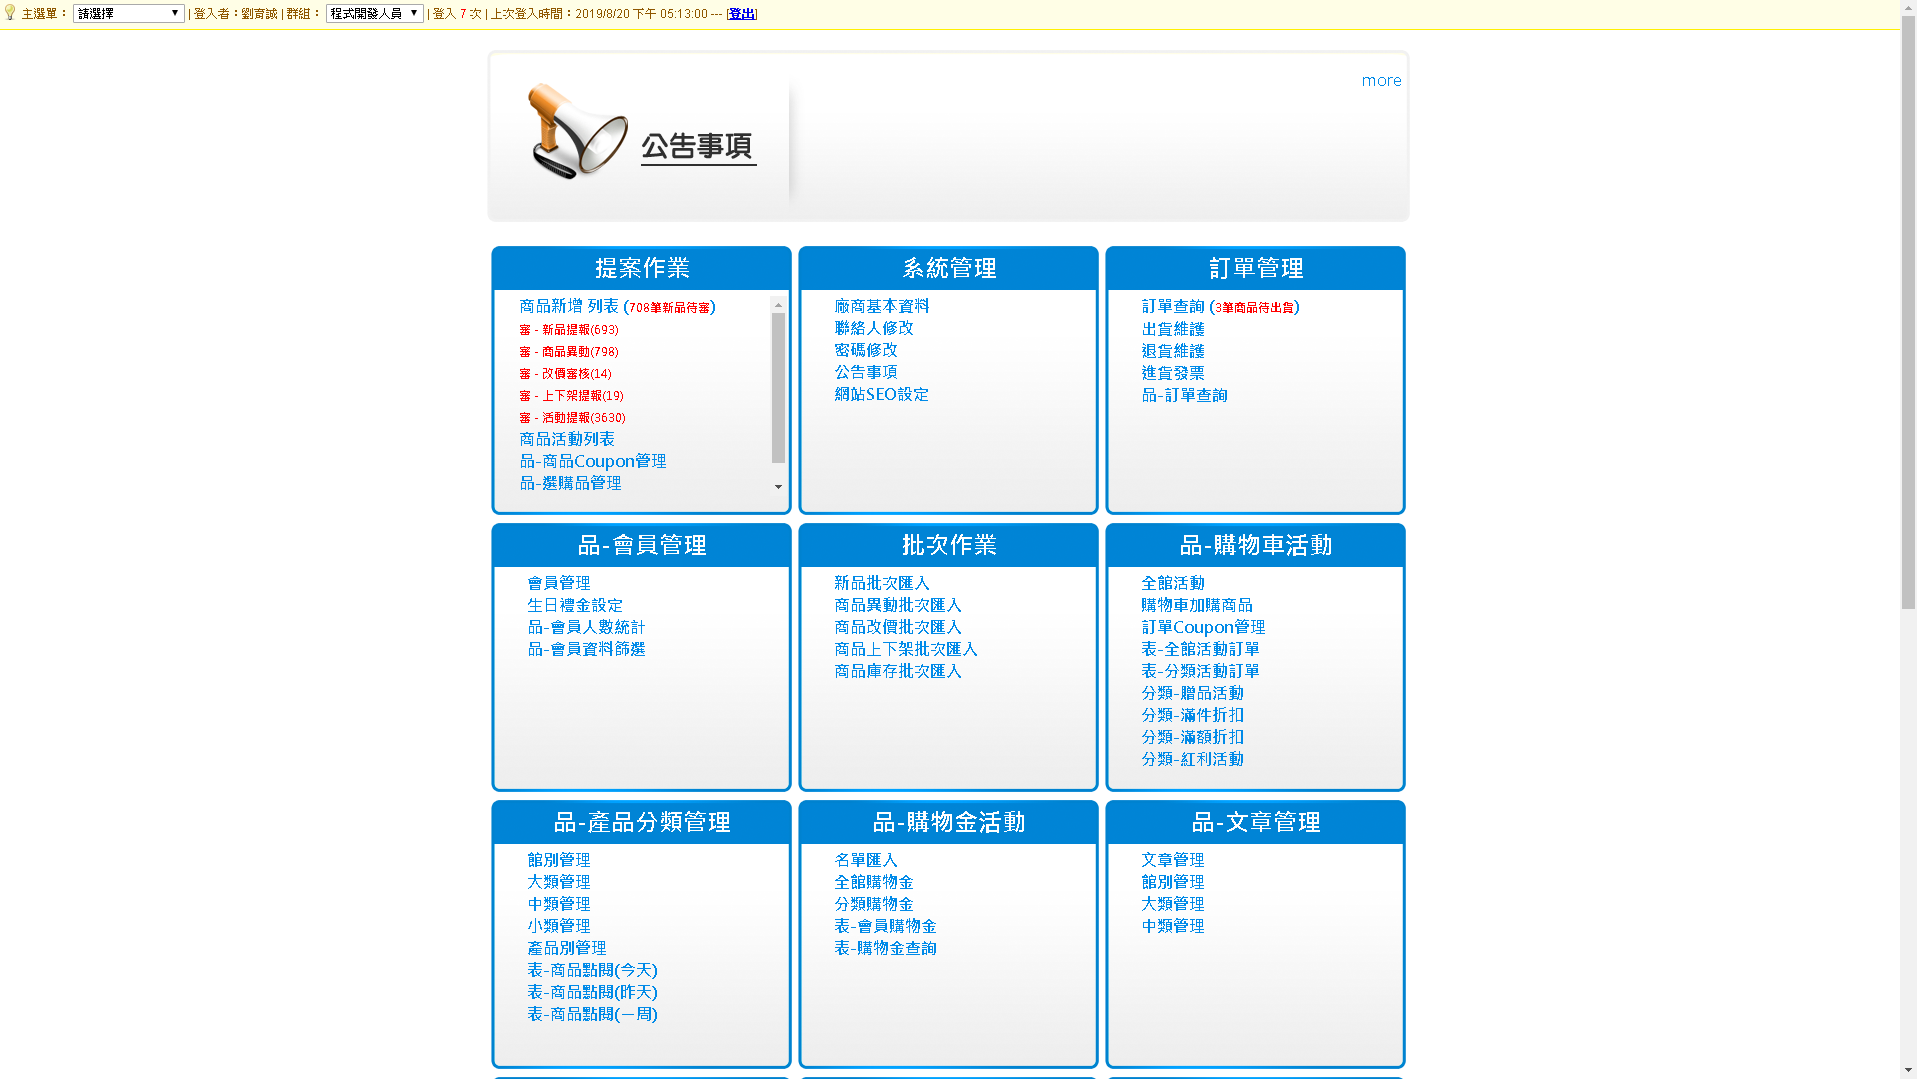 主選單： 請選擇 | 登入者：劉育誠 | 群組： 程式開發人員 | 登入 7 次 | 上次登入時間：2019/8/20 下午 05:13:00 --- [登出]
more
公告事項
提案作業
商品新增 列表 (708筆新品待審)
審 - 新品提報(693)
審 - 商品異動(798)
審 - 改價審核(14)
審 - 上下架提報(19)
審 - 活動提報(3630)
商品活動列表
品-商品Coupon管理
品-選購品管理
系統管理
廠商基本資料
聯絡人修改
密碼修改
公告事項
網站SEO設定
訂單管理
訂單查詢 (3筆商品待出貨)
出貨維護
退貨維護
進貨發票
品-訂單查詢
品-會員管理
會員管理
生日禮金設定
品-會員人數統計
品-會員資料篩選
批次作業
新品批次匯入
商品異動批次匯入
商品改價批次匯入
商品上下架批次匯入
商品庫存批次匯入
品-購物車活動
全館活動
購物車加購商品
訂單Coupon管理
表-全館活動訂單
表-分類活動訂單
分類-贈品活動
分類-滿件折扣
分類-滿額折扣
分類-紅利活動
品-產品分類管理
館別管理
大類管理
中類管理
小類管理
產品別管理
表-商品點閱(今天)
表-商品點閱(昨天)
表-商品點閱(一周)
品-購物金活動
名單匯入
全館購物金
分類購物金
表-會員購物金
表-購物金查詢
品-文章管理
文章管理
館別管理
大類管理
中類管理